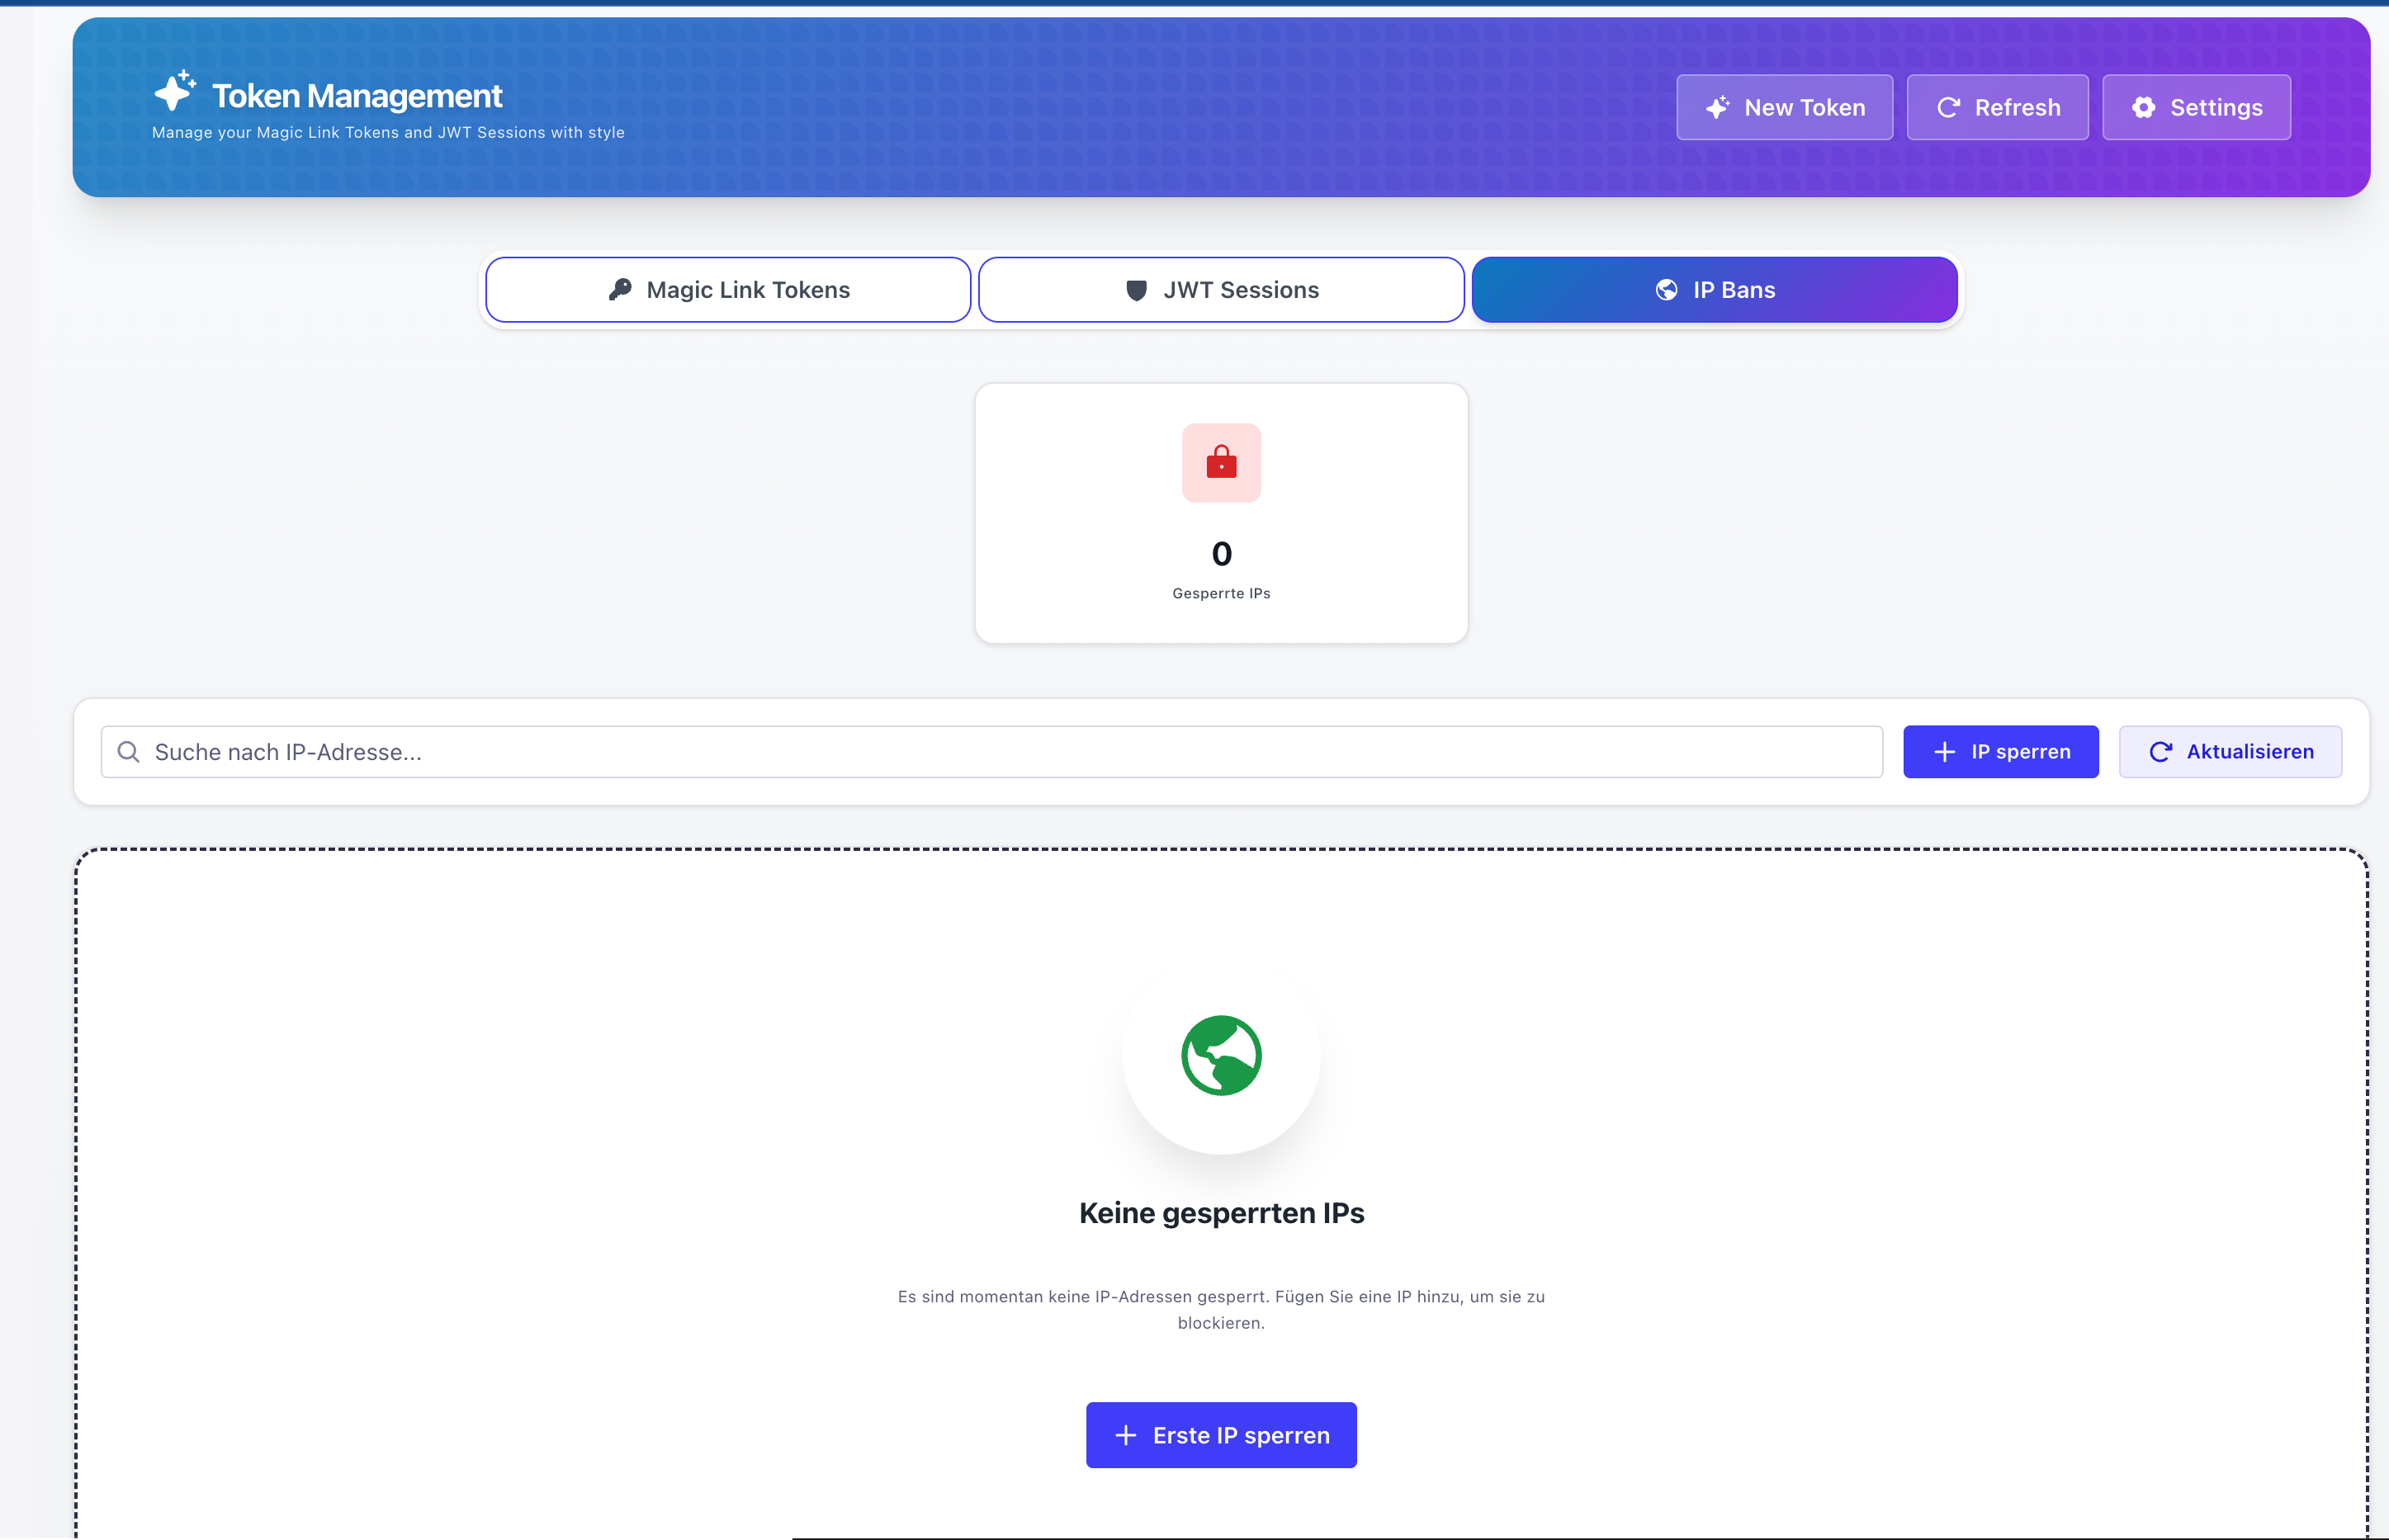 Token Management
Manage your Magic Link Tokens and JWT Sessions with style
New Token
Refresh
Settings
Magic Link Tokens
JWT Sessions
IP Bans
0
Gesperrte IPs
Suche nach IP-Adresse...
IP sperren
Aktualisieren
Keine gesperrten IPs
Es sind momentan keine IP-Adressen gesperrt. Fügen Sie eine IP hinzu, um sie zu
blockieren.
Erste IP sperren